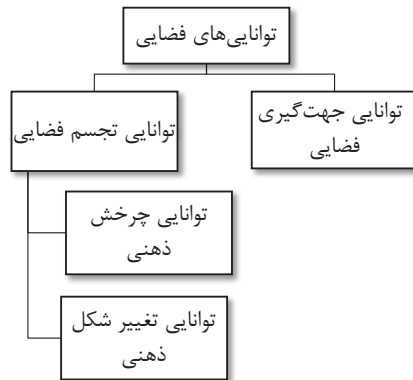 توانایی‌های فضایی
توانایی جهت‌گیری
فضایی
توانایی تجسم فضایی
توانایی چرخش
ذهنی
توانایی تغییر شکل
ذهنی